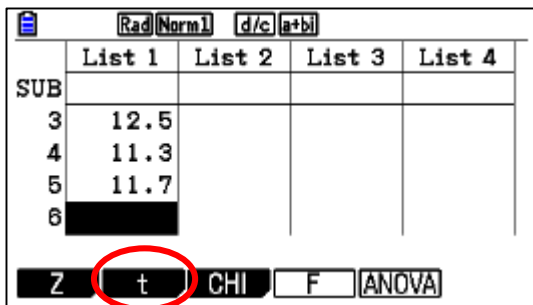 Rad Norm1 d/c a+bi
List 1 List 2 List 3 List 4
SUB
3 12.5
4 11.3
5 11.7
6
Z t CHI F ANOVA